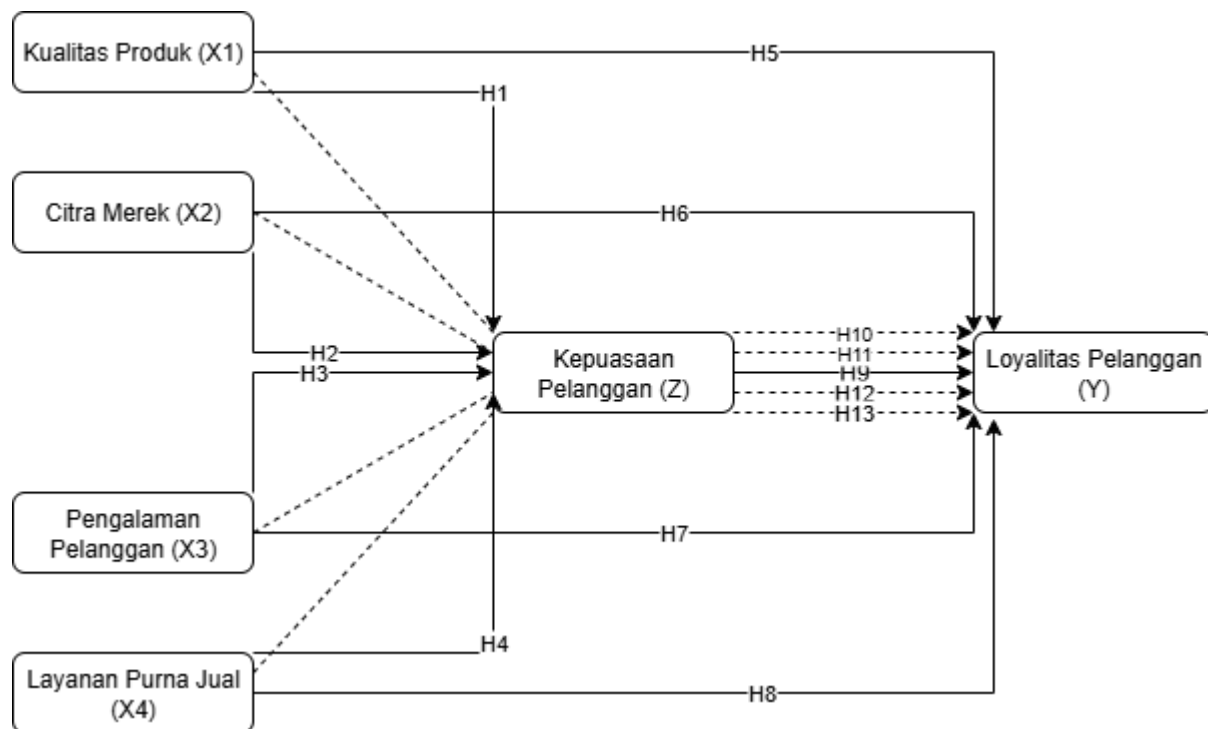 Kualitas Produk (X1)
H5
H1
Citra Merek (X2)
H6
H2
H3
Kepuasaan
Pelanggan (Z)
H10
H11
H9
H12
H13
Loyalitas Pelanggan
(Y)
Pengalaman
Pelanggan (X3)
H7
H4
Layanan Purna Jual
(X4)
H8